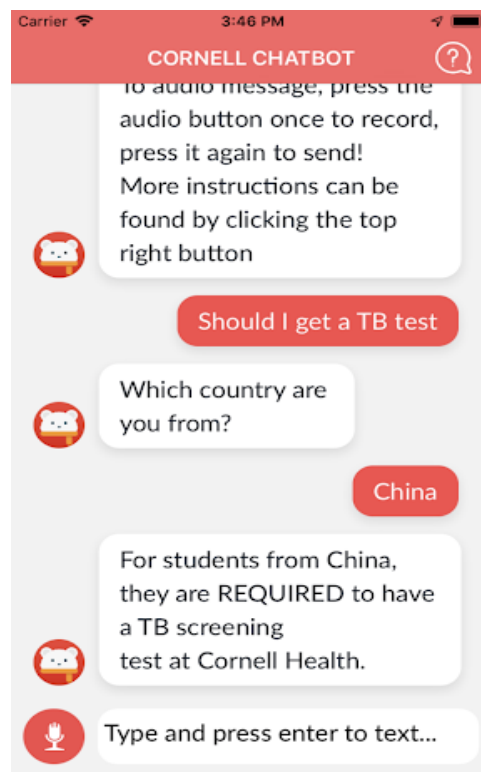 Carrier 3:46 PM
CORNELL CHATBOT
To audio message, press the
audio button once to record,
press it again to send!
More instructions can be
found by clicking the top
right button
Should I get a TB test
Which country are
you from?
China
For students from China,
they are REQUIRED to have
a TB screening
test at Cornell Health.
Type and press enter to text...